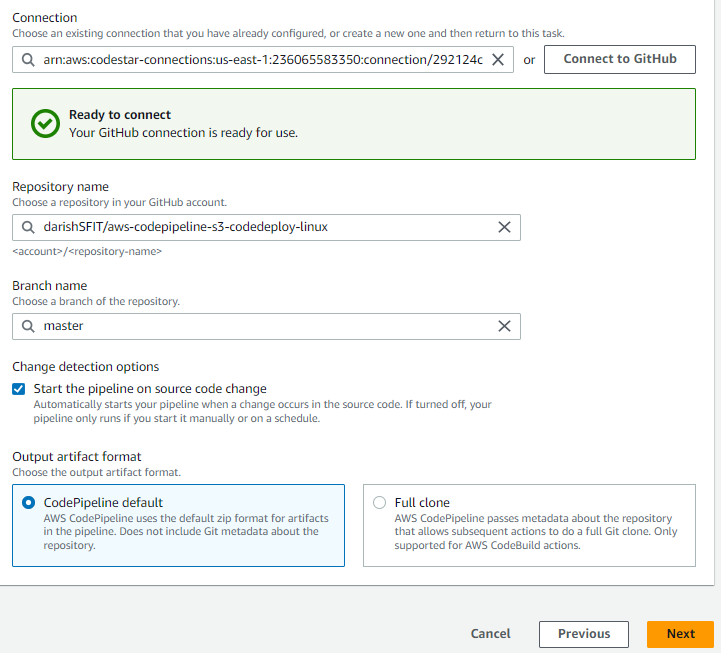 Connection
Choose an existing connection that you have already configured, or create a new one and then return to this task.
arn:aws:codestar-connections:us-east-1:236065583350:connection/292124c
or
Connect to GitHub
Ready to connect
Your GitHub connection is ready for use.
Repository name
Choose a repository in your GitHub account.
darishSFIT/aws-codepipeline-s3-codedeploy-linux
<account>/<repository-name>
Branch name
Choose a branch of the repository.
master
Change detection options
Start the pipeline on source code change
Automatically starts your pipeline when a change occurs in the source code. If turned off, your
pipeline only runs if you start it manually or on a schedule.
Output artifact format
Choose the output artifact format.
CodePipeline default
AWS CodePipeline uses the default zip format for artifacts
in the pipeline. Does not include Git metadata about the
repository.
Full clone
AWS CodePipeline passes metadata about the repository
that allows subsequent actions to do a full Git clone. Only
supported for AWS CodeBuild actions.
Cancel
Previous
Next